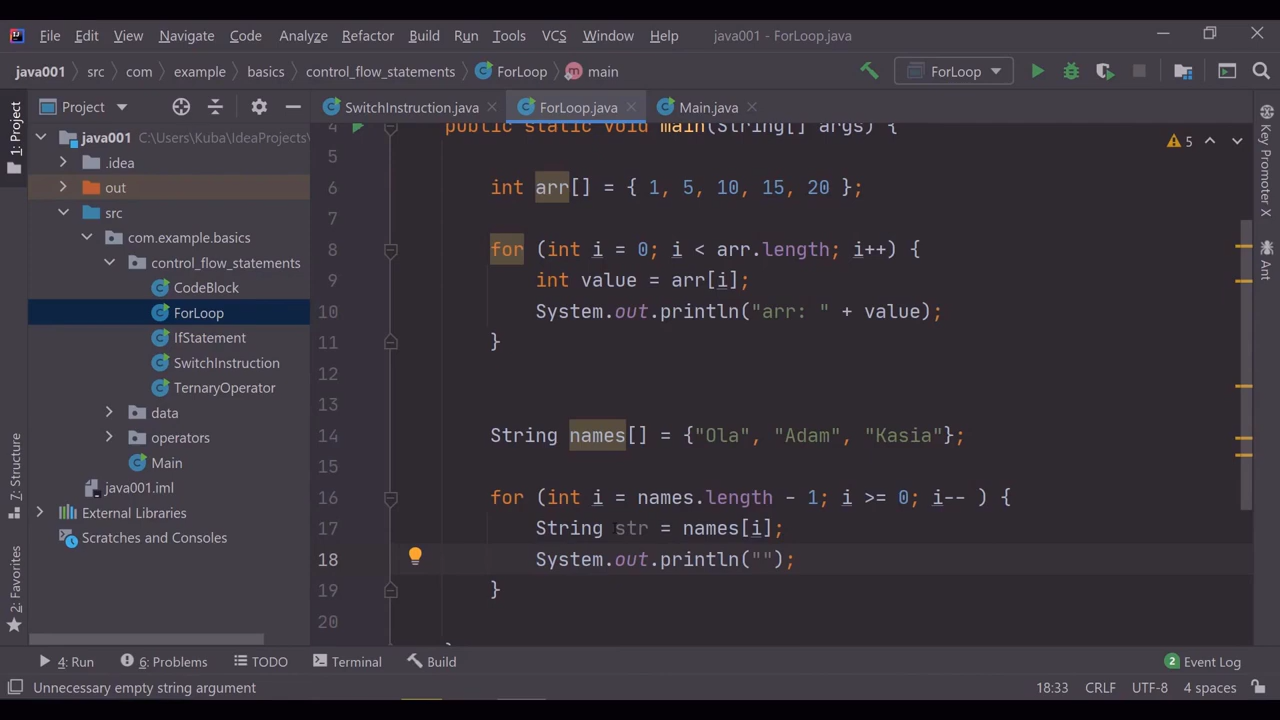 File Edit View Navigate Code Analyze Refactor Build Run Tools VCS Window Help java001 - ForLoop.java
java001 src com example basics control_flow_statements ForLoop main ForLoop
1: Project
Project
SwitchInstruction.java ForLoop.java Main.java
java001 C:\Users\Kuba\IdeaProjects\
.idea
out
src
com.example.basics
control_flow_statements
CodeBlock
ForLoop
IfStatement
SwitchInstruction
TernaryOperator
data
operators
Main
java001.iml
External Libraries
Scratches and Consoles
7: Structure
2: Favorites
4 public static void main(String[] args) {
5
6 int arr[] = { 1, 5, 10, 15, 20 };
7
8 for (int i = 0; i < arr.length; i++) {
9 int value = arr[i];
10 System.out.println("arr: " + value);
11 }
12
13
14 String names[] = {"Ola", "Adam", "Kasia"};
15
16 for (int i = names.length - 1; i >= 0; i-- ) {
17 String str = names[i];
18 System.out.println("");
19 }
20
5
Key Promoter X
Ant
4: Run 6: Problems TODO Terminal Build 2 Event Log
Unnecessary empty string argument 18:33 CRLF UTF-8 4 spaces